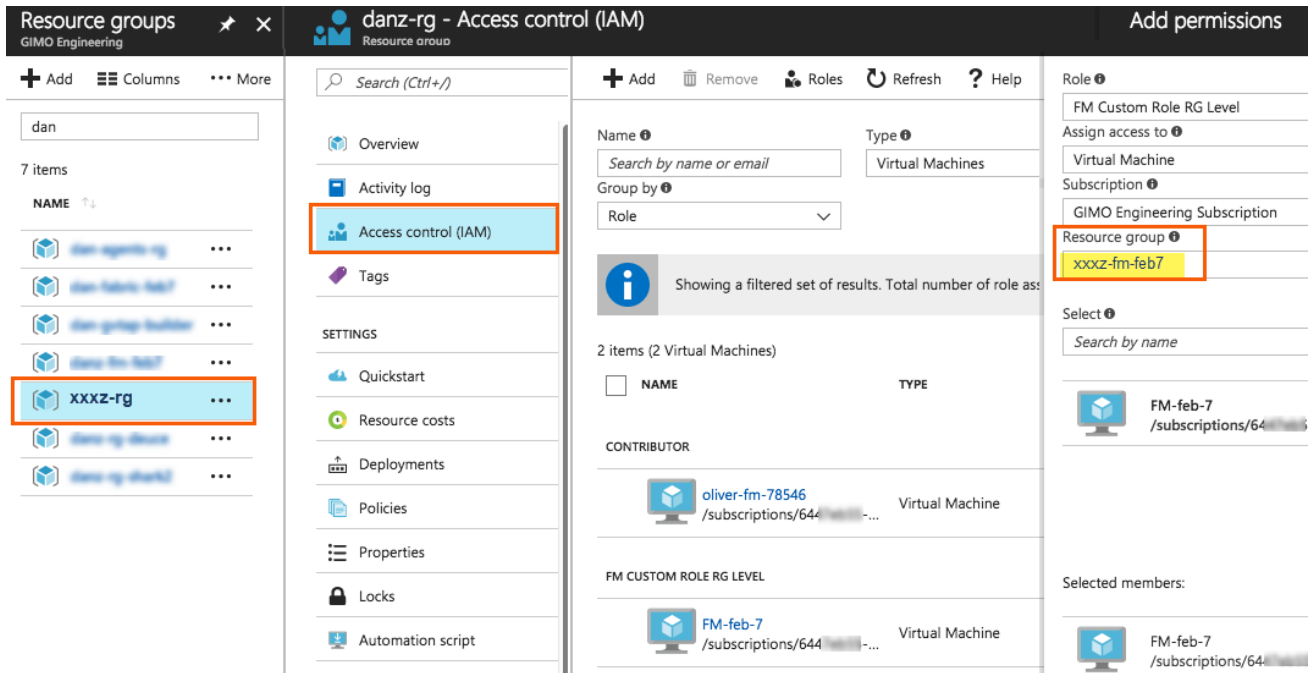 Resource groups
GIMO Engineering
Add
Columns
More
dan
7 items
NAME
xxxz-rg
danz-rg - Access control (IAM)
Resource group
Search (Ctrl+/)
Overview
Activity log
Access control (IAM)
Tags
SETTINGS
Quickstart
Resource costs
Deployments
Policies
Properties
Locks
Automation script
Add
Remove
Roles
Refresh
? Help
Name
Type
Search by name or email
Virtual Machines
Group by
Role
Showing a filtered set of results. Total number of role ass
2 items (2 Virtual Machines)
NAME
TYPE
CONTRIBUTOR
oliver-fm-78546
Virtual Machine
/subscriptions/644 -...
FM CUSTOM ROLE RG LEVEL
FM-feb-7
Virtual Machine
/subscriptions/644 -...
Add permissions
Role
FM Custom Role RG Level
Assign access to
Virtual Machine
Subscription
GIMO Engineering Subscription
Resource group
xxxz-fm-feb7
Select
Search by name
FM-feb-7
/subscriptions/64
Selected members:
FM-feb-7
/subscriptions/64